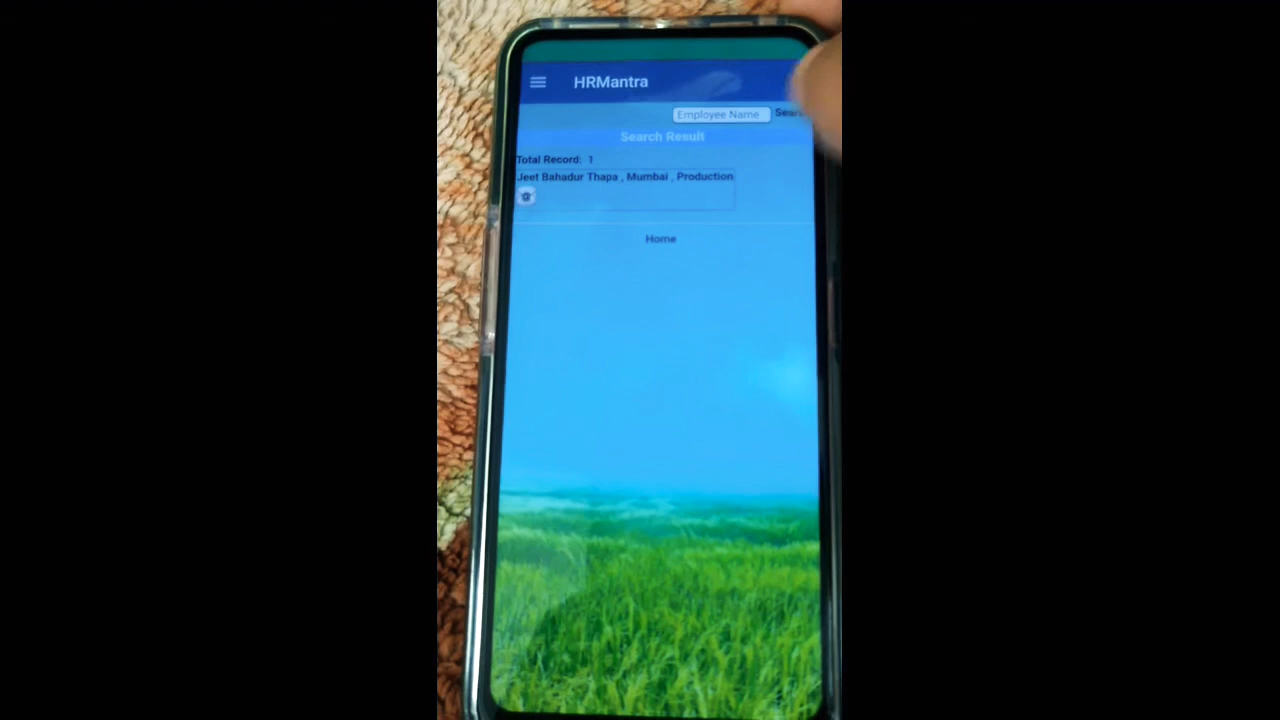 HRMantra
Employee Name
Search Result
Total Record: 1
Jeet Bahadur Thapa , Mumbai , Production
Home